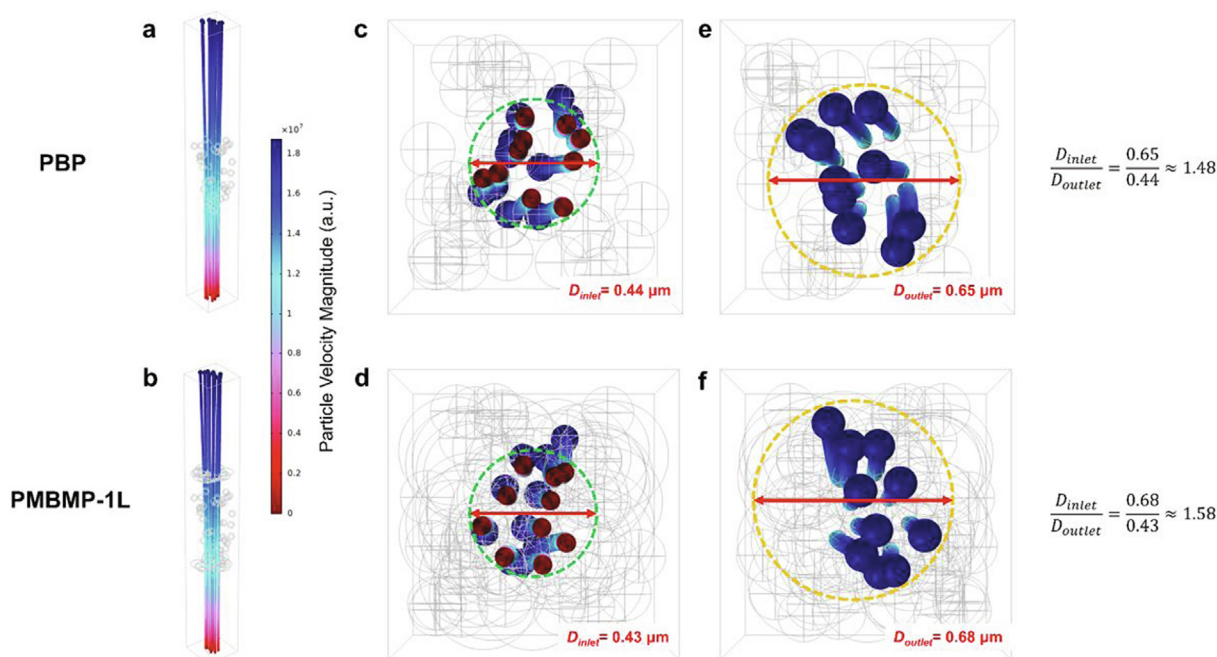 a
c
e
PBP
×10⁷
1.8
1.6
1.4
1.2
1
0.8
0.6
0.4
0.2
0
Particle Velocity Magnitude (a.u.)
D_inlet= 0.44 μm
D_outlet= 0.65 μm
D_inlet/D_outlet = 0.65/0.44 ≈ 1.48
b
d
f
PMBMP-1L
D_inlet= 0.43 μm
D_outlet= 0.68 μm
D_inlet/D_outlet = 0.68/0.43 ≈ 1.58